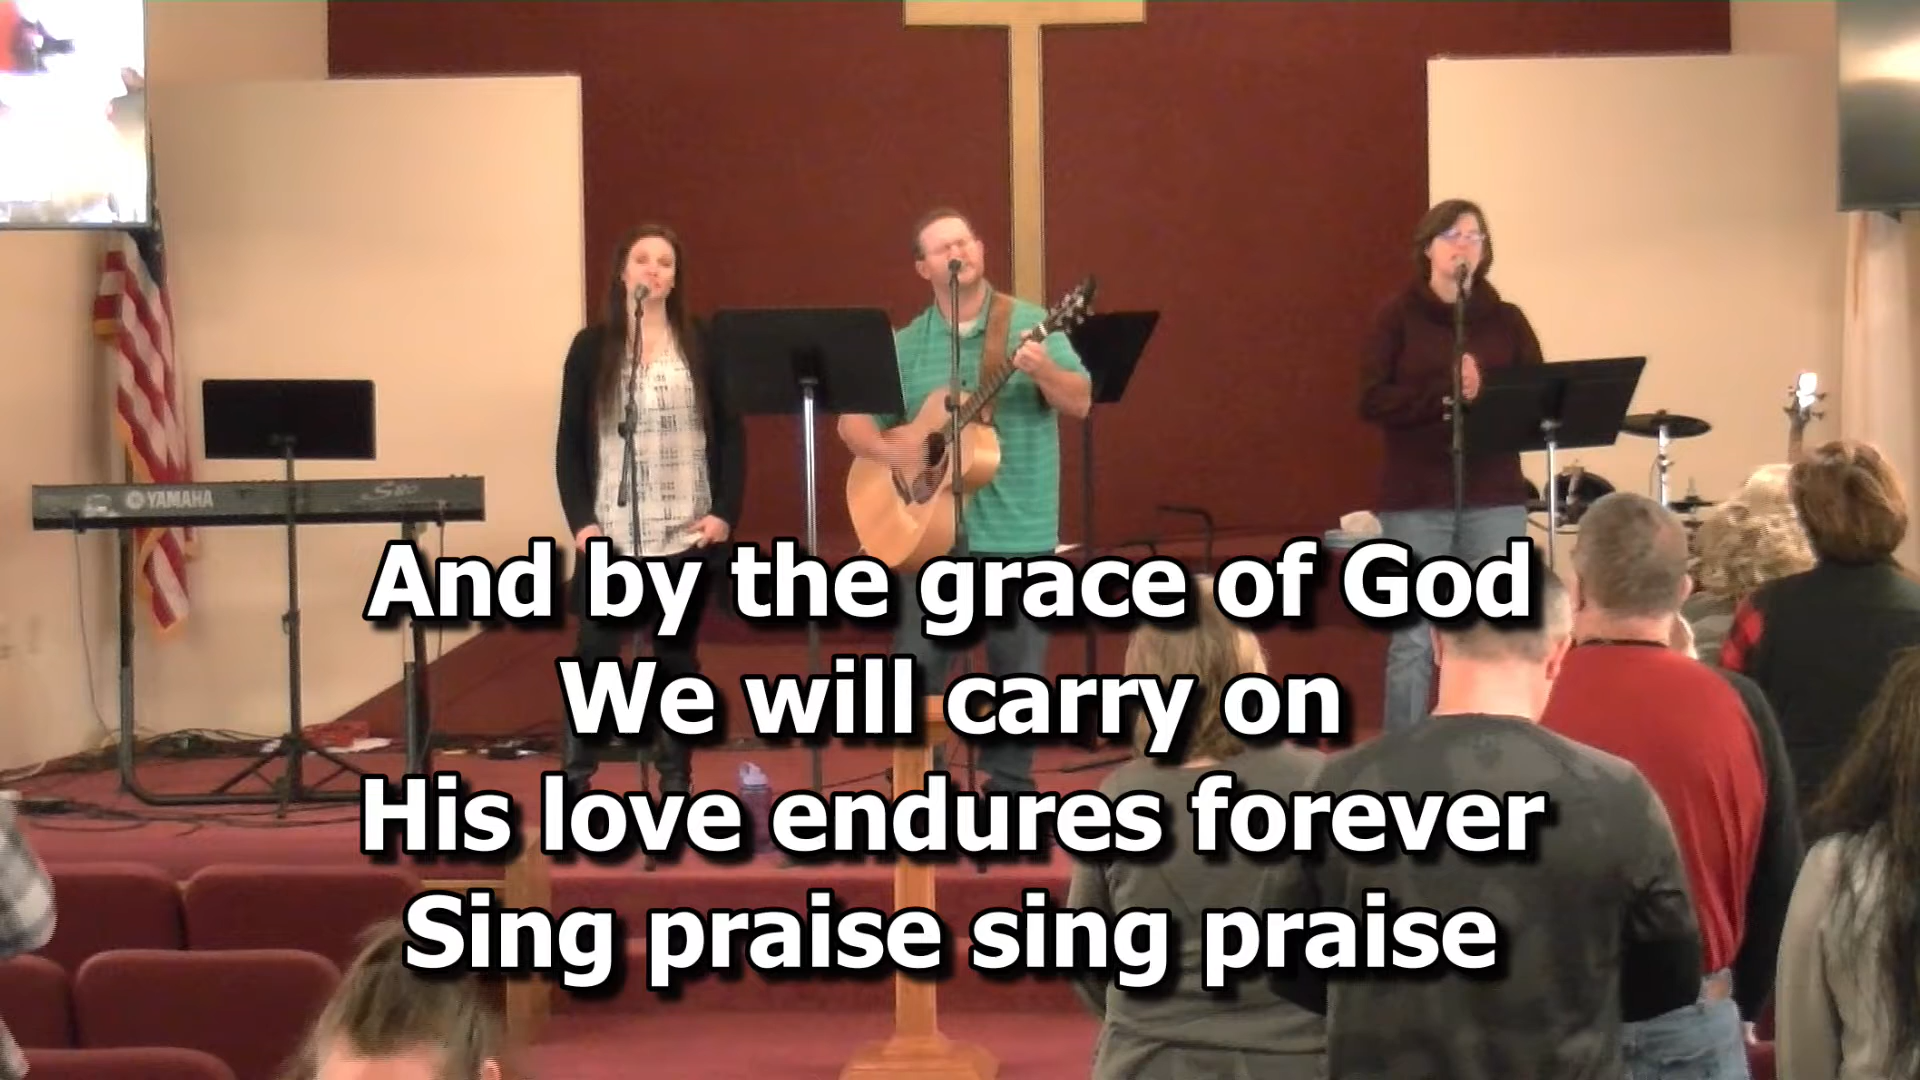 YAMAHA S80
And by the grace of God
We will carry on
His love endures forever
Sing praise sing praise